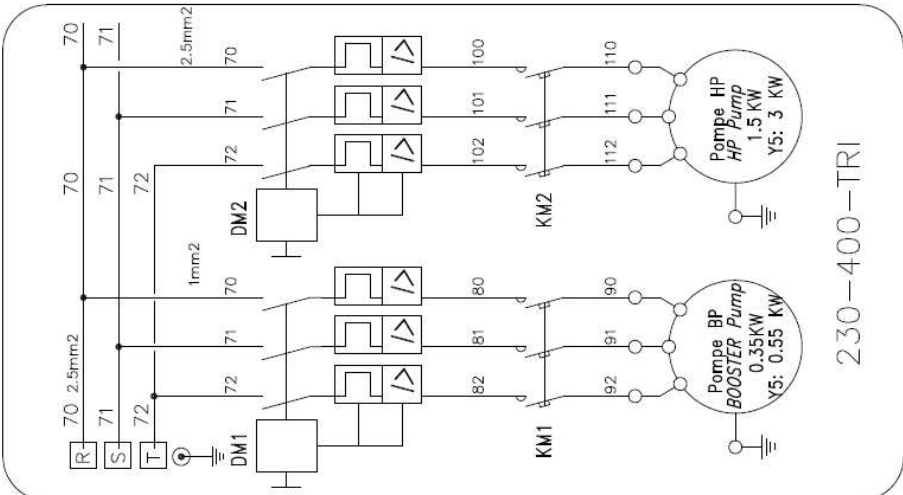 70
71
2.5mm2
70
71
72
70
71
72
DM2
I>
I>
I>
100
101
102
KM2
110
111
112
Pompe HP
HP Pump
1.5 KW
Y5: 3 KW
1mm2
70
71
72
DM1
I>
I>
I>
80
81
82
KM1
90
91
92
Pompe BP
BOOSTER Pump
0.35KW
Y5: 0.55 KW
70 2.5mm2
71
72
R
S
T
230-400-TRI